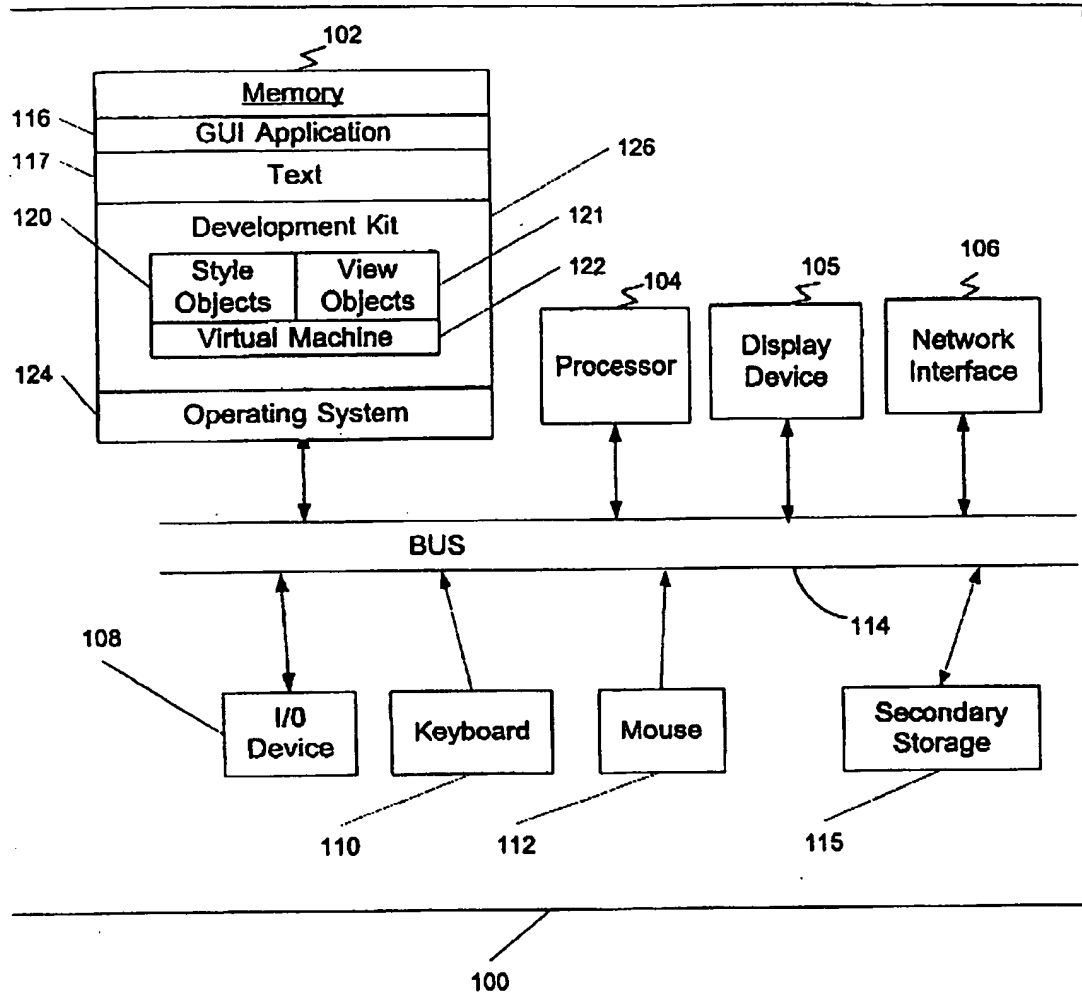 102
Memory
116
GUI Application
117
Text
126
120
Development Kit
121
Style Objects
View Objects
122
Virtual Machine
124
Operating System
104
Processor
105
Display Device
106
Network Interface
BUS
114
108
I/0 Device
Keyboard
Mouse
Secondary Storage
110
112
115
100